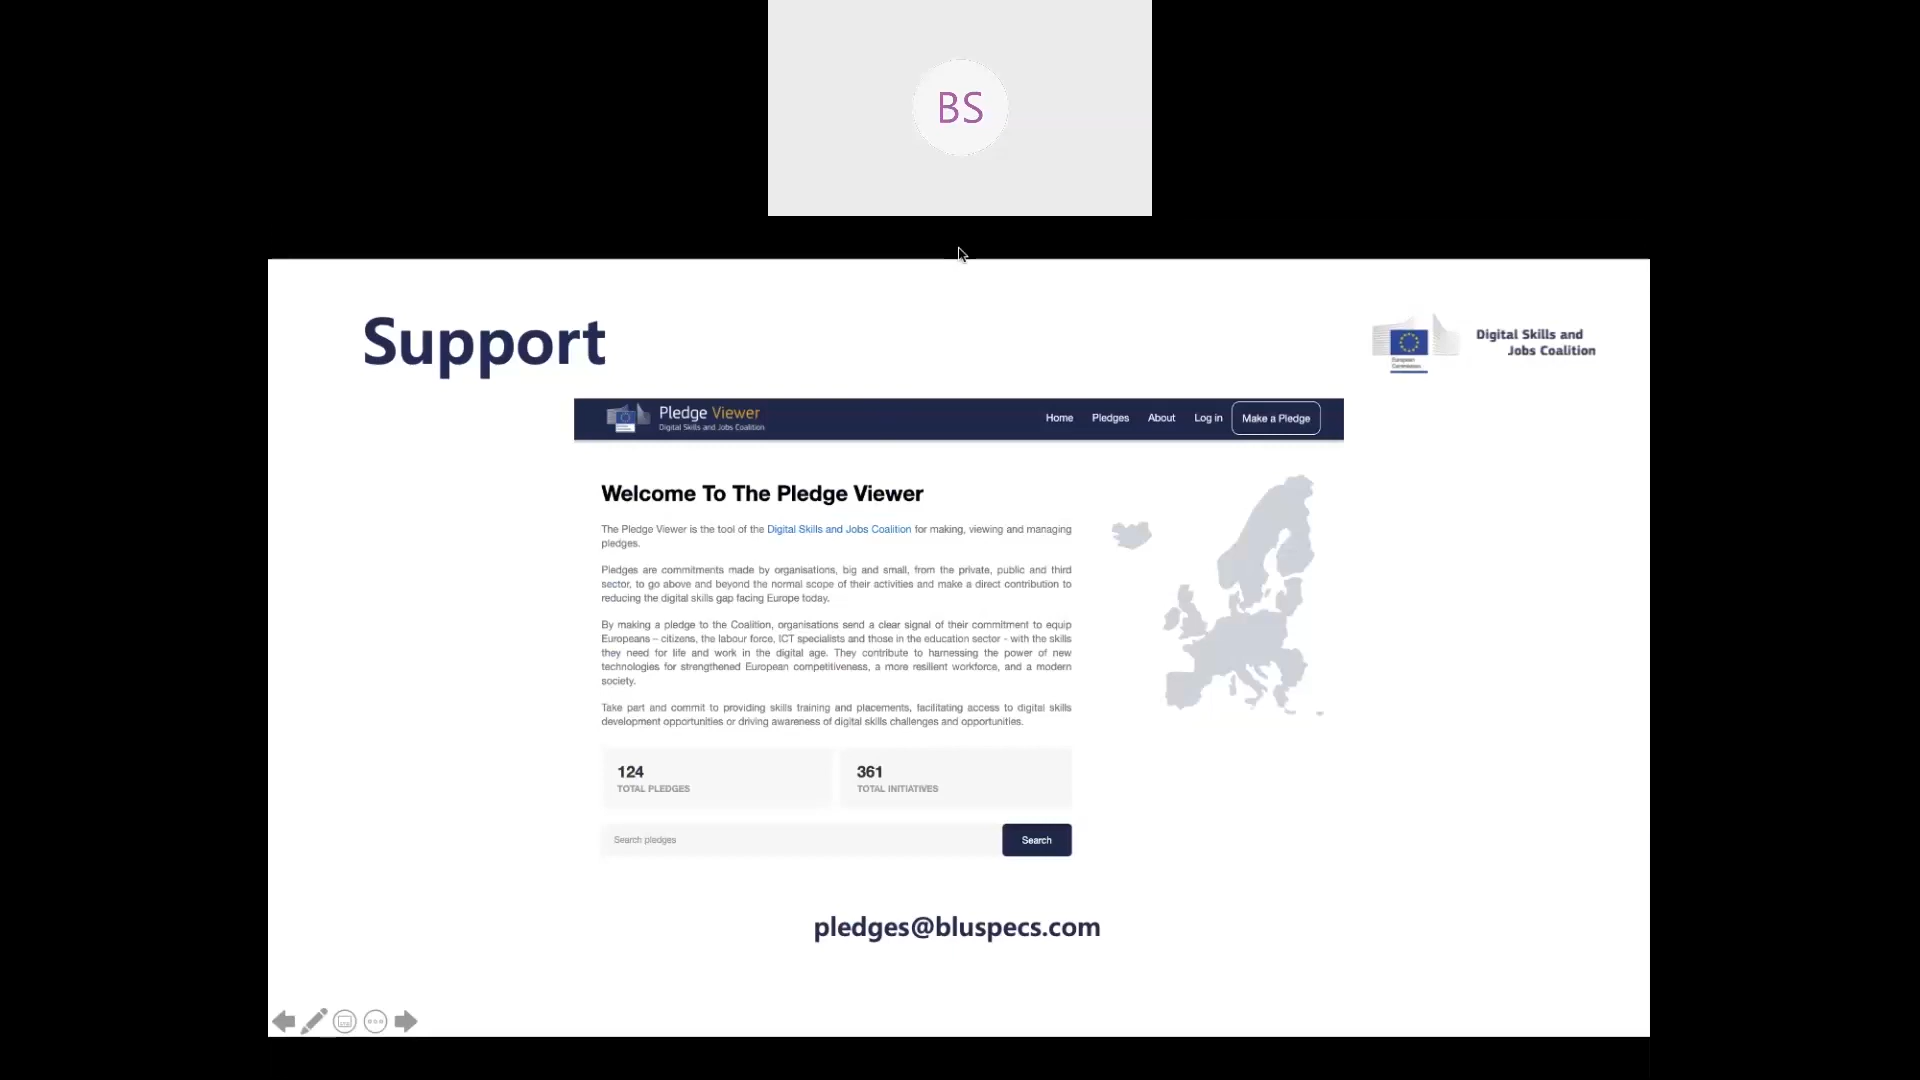 BS
Support
European
Commission
Digital Skills and
Jobs Coalition
Pledge Viewer
Digital Skills and Jobs Coalition
Home Pledges About Log in Make a Pledge
Welcome To The Pledge Viewer
The Pledge Viewer is the tool of the Digital Skills and Jobs Coalition for making, viewing and managing
pledges.
Pledges are commitments made by organisations, big and small, from the private, public and third
sector, to go above and beyond the normal scope of their activities and make a direct contribution to
reducing the digital skills gap facing Europe today.
By making a pledge to the Coalition, organisations send a clear signal of their commitment to equip
Europeans – citizens, the labour force, ICT specialists and those in the education sector - with the skills
they need for life and work in the digital age. They contribute to harnessing the power of new
technologies for strengthened European competitiveness, a more resilient workforce, and a modern
society.
Take part and commit to providing skills training and placements, facilitating access to digital skills
development opportunities or driving awareness of digital skills challenges and opportunities.
124
TOTAL PLEDGES
361
TOTAL INITIATIVES
Search pledges
Search
pledges@bluspecs.com